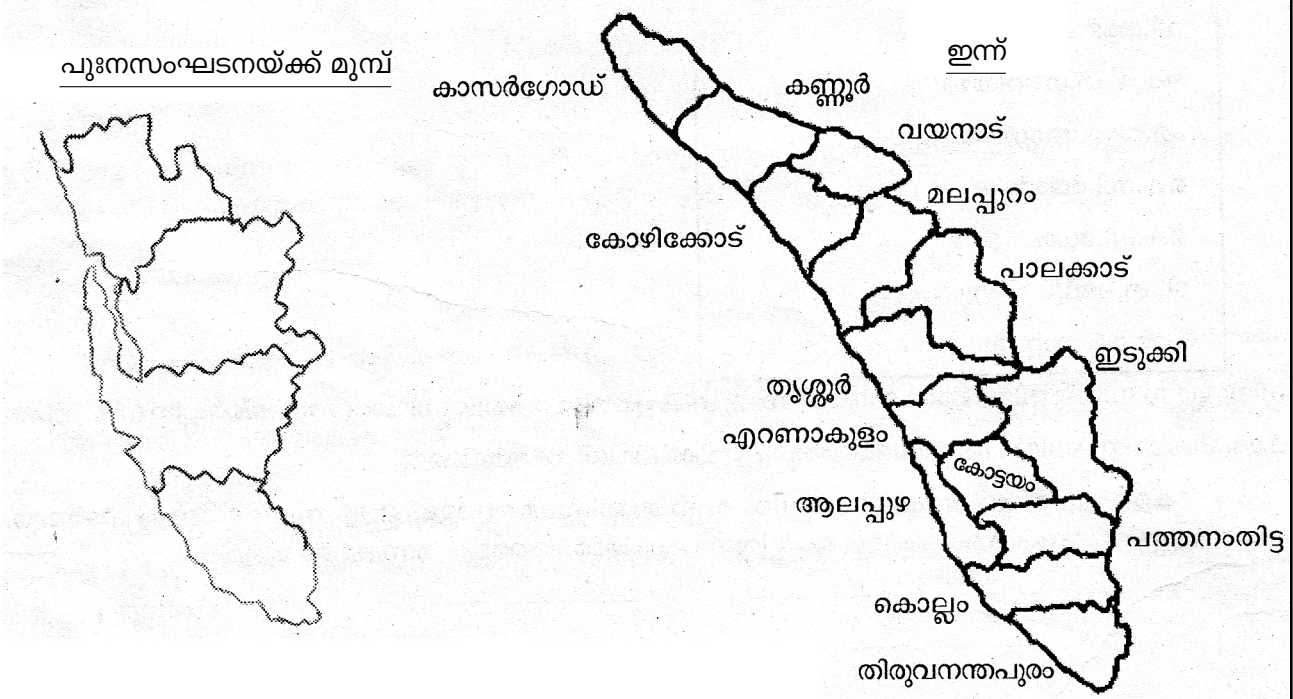 പുഃനസംഘടനയ്ക്ക് മുമ്പ്
ഇന്ന്
കാസർഗോഡ്
കണ്ണൂർ
വയനാട്
മലപ്പുറം
കോഴിക്കോട്
പാലക്കാട്
ഇടുക്കി
തൃശ്ശൂർ
എറണാകുളം
കോട്ടയം
ആലപ്പുഴ
പത്തനംതിട്ട
കൊല്ലം
തിരുവനന്തപുരം